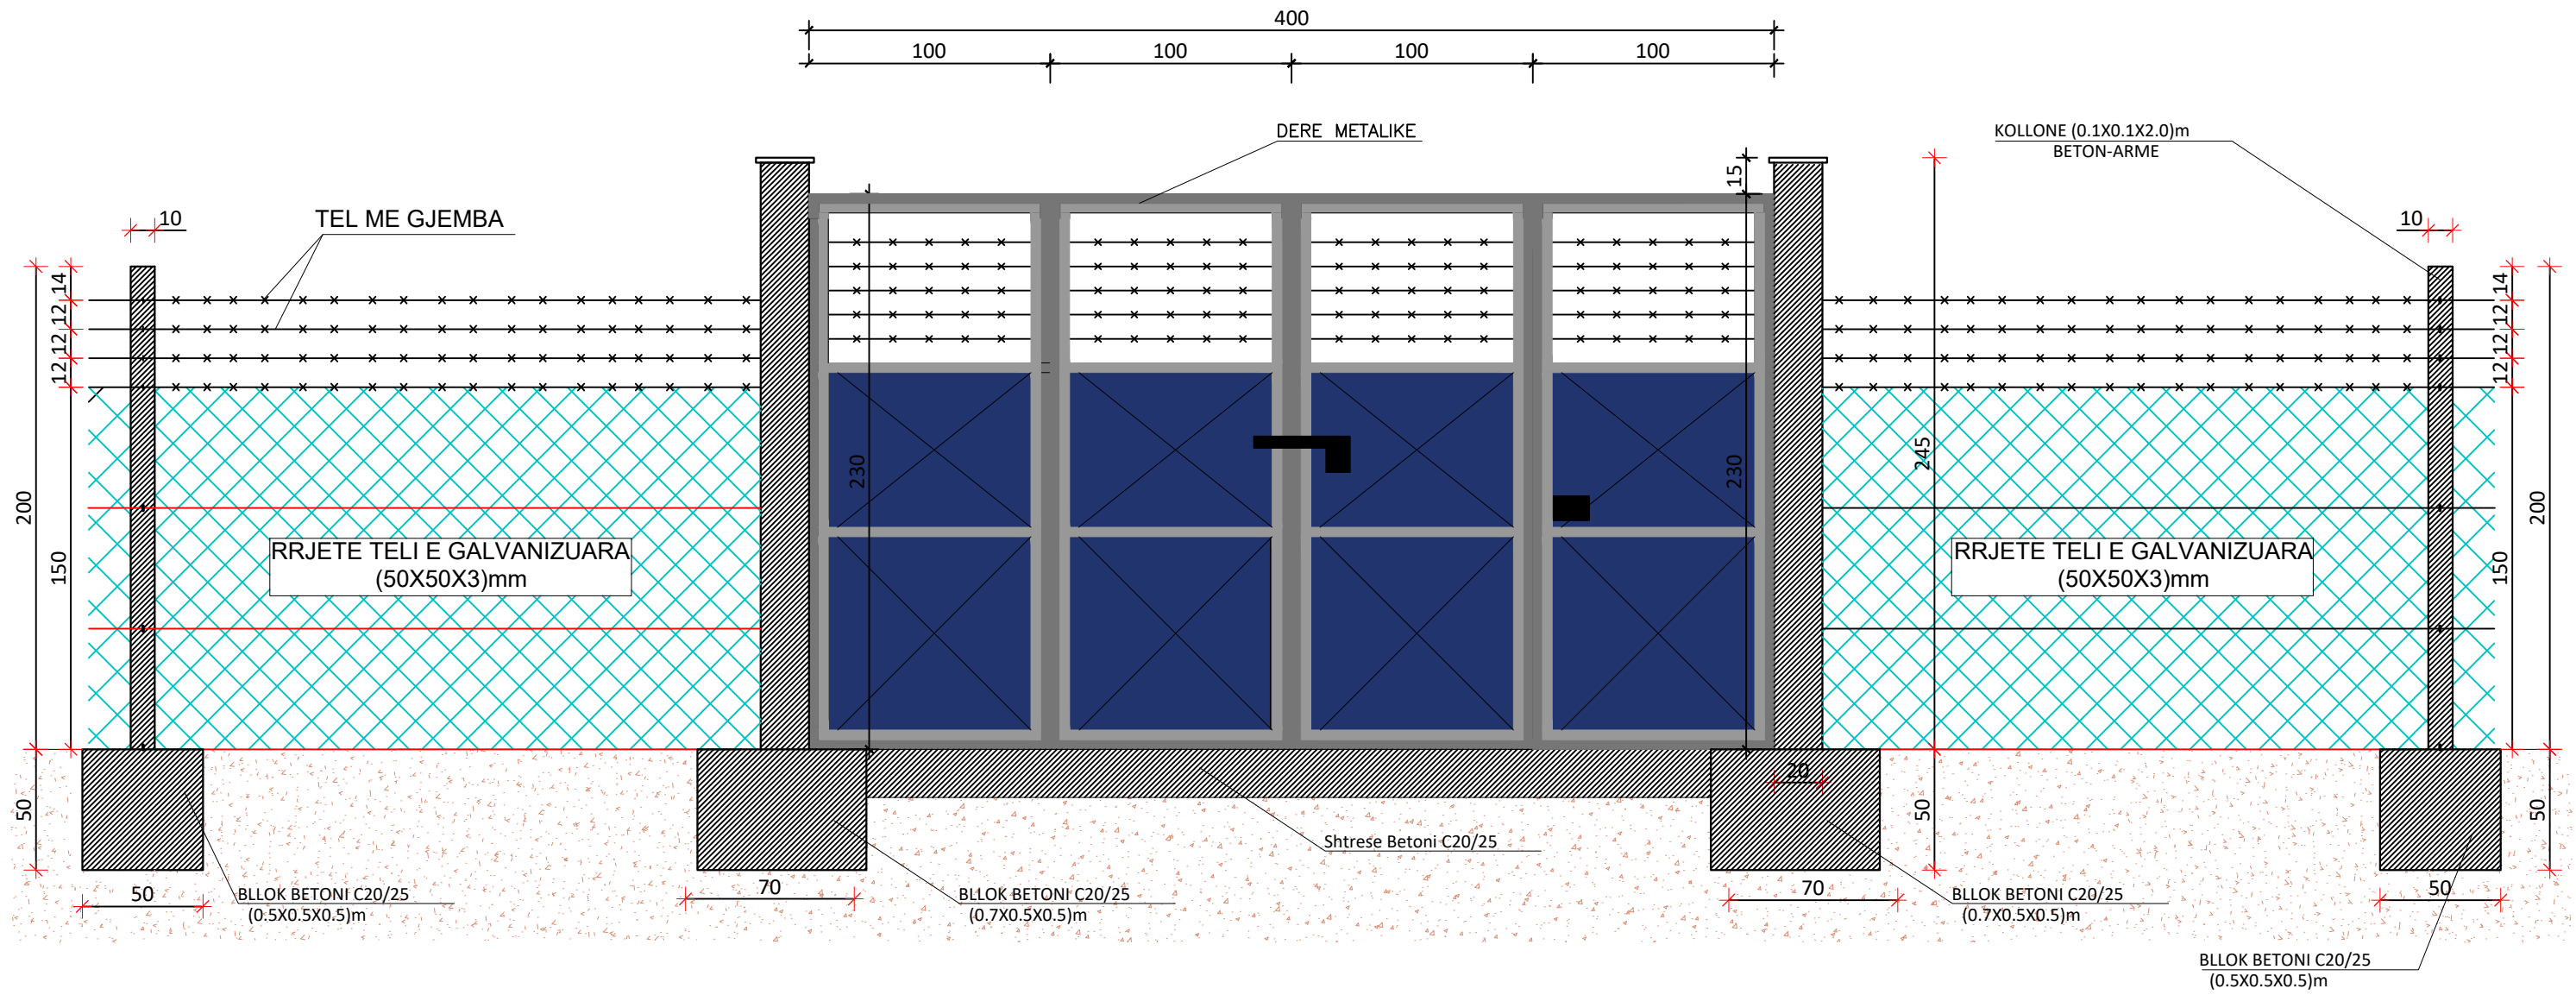 400
100
100
100
100
DERE METALIKE
KOLLONE (0.1X0.1X2.0)m
BETON-ARME
15
10
TEL ME GJEMBA
10
14
12
12
12
14
12
12
12
230
230
245
200
150
200
150
RRJETE TELI E GALVANIZUARA
(50X50X3)mm
RRJETE TELI E GALVANIZUARA
(50X50X3)mm
20
50
50
50
Shtrese Betoni C20/25
50
BLLOK BETONI C20/25
(0.5X0.5X0.5)m
70
BLLOK BETONI C20/25
(0.7X0.5X0.5)m
70
BLLOK BETONI C20/25
(0.7X0.5X0.5)m
50
BLLOK BETONI C20/25
(0.5X0.5X0.5)m